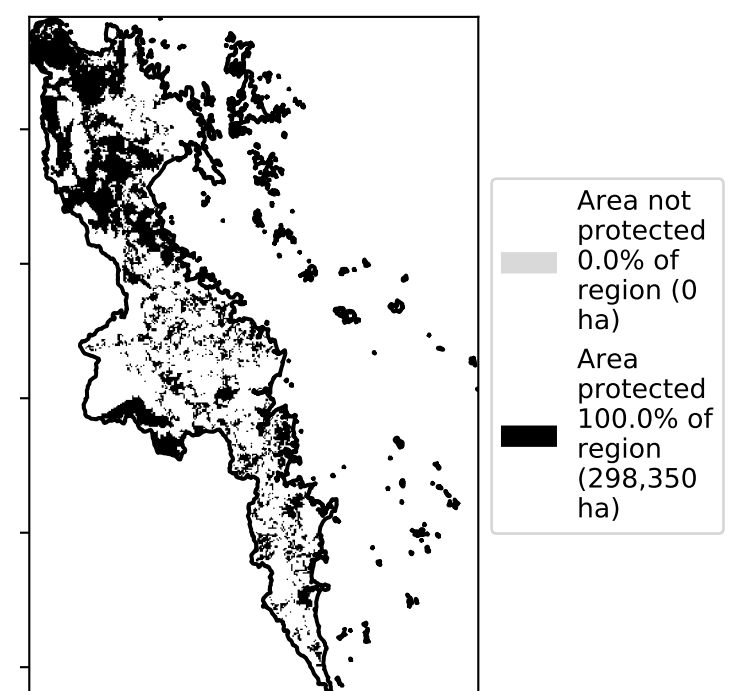 Area not
protected
0.0% of
region (0
ha)
Area
protected
100.0% of
region
(298,350
ha)